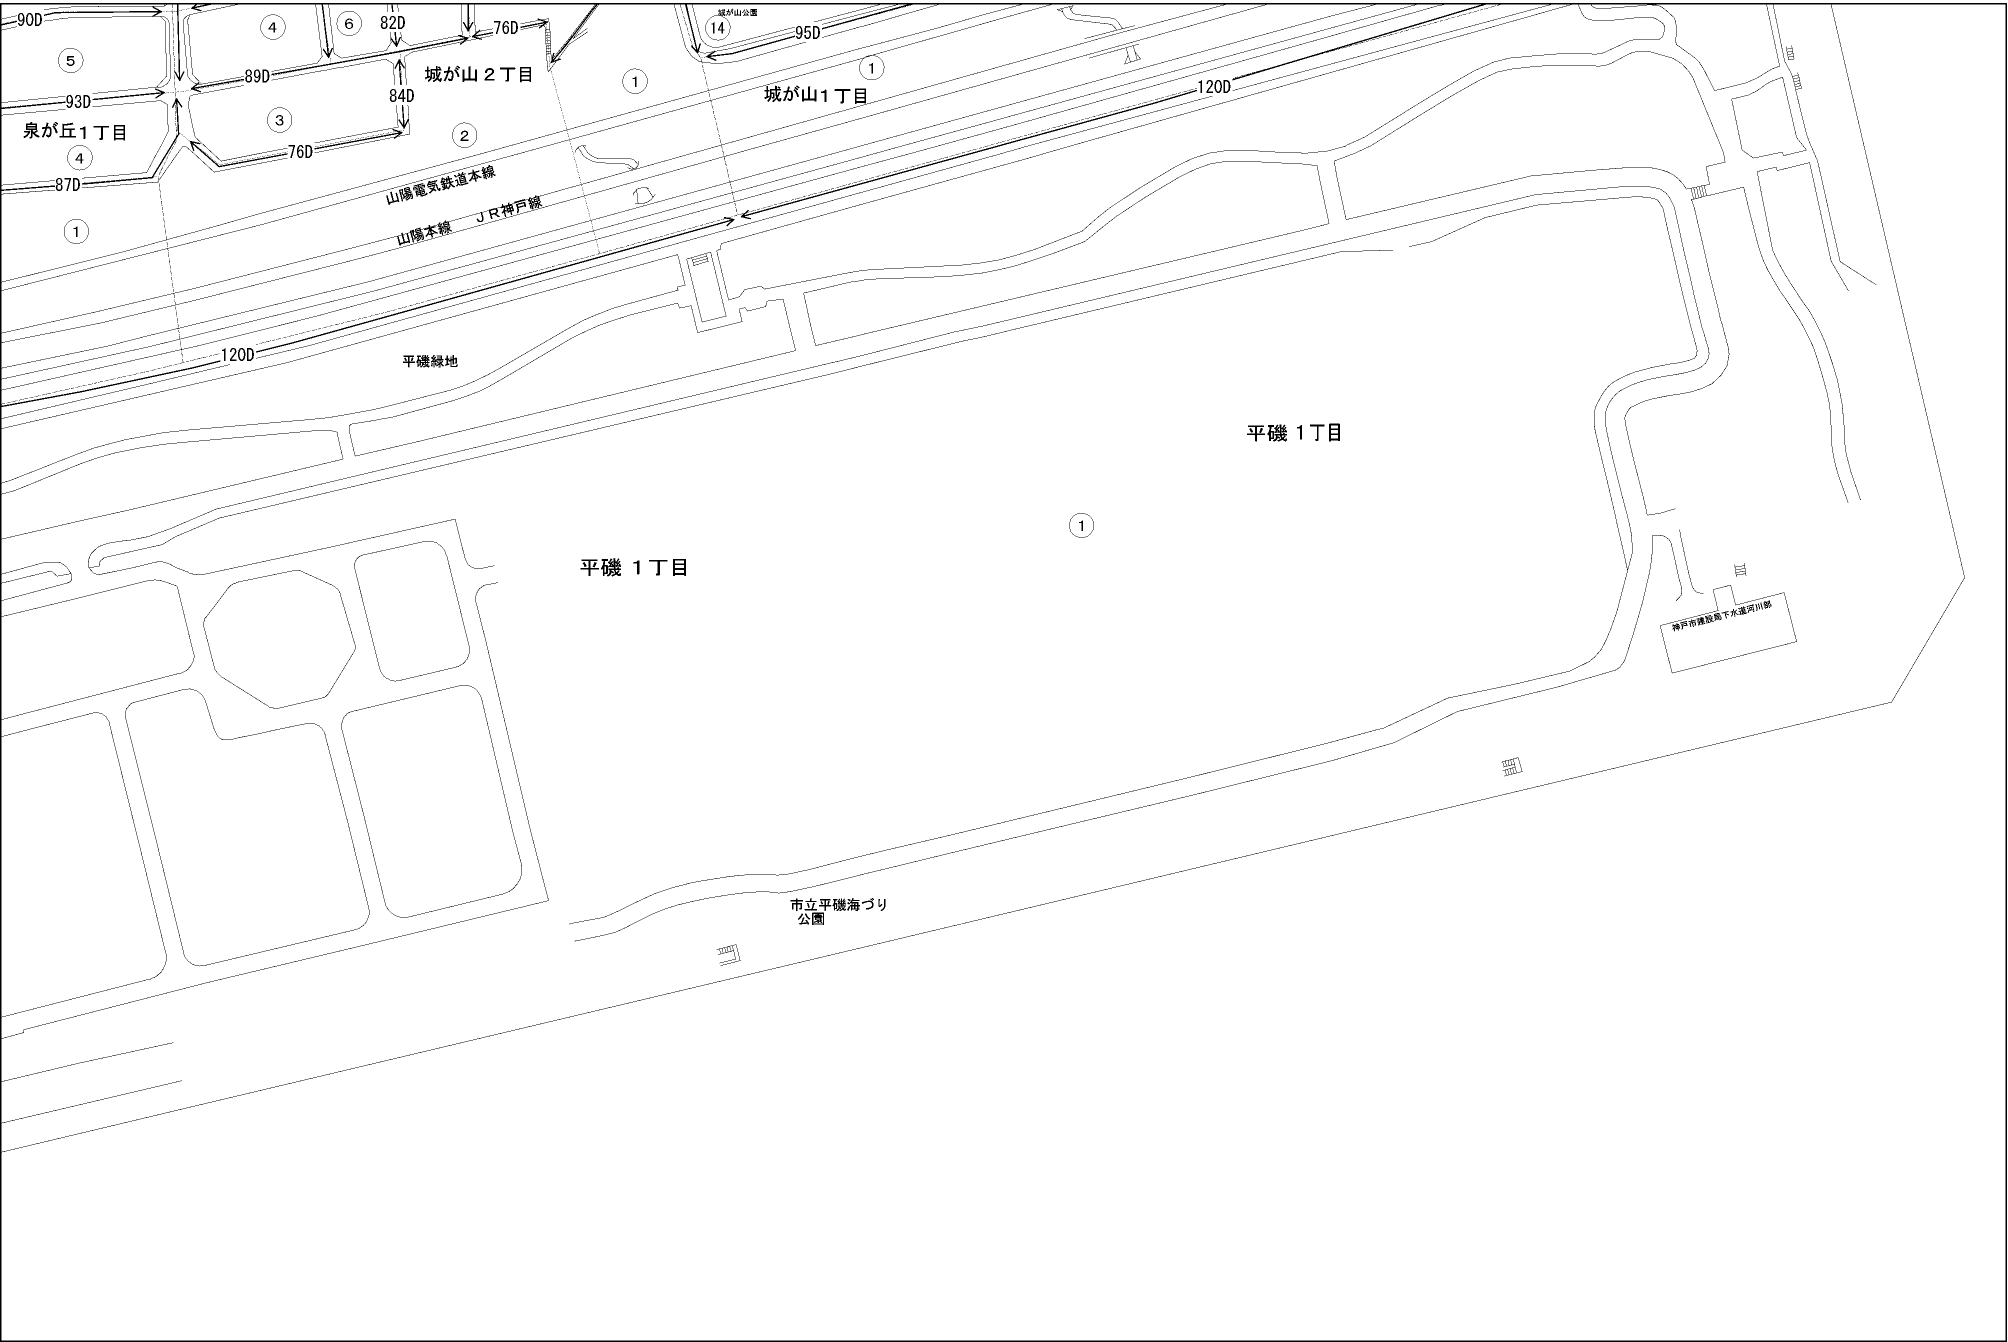 90D
④
⑥
82D
76D
⑭
城が山公園
95D
⑤
89D
城が山２丁目
①
①
93D
84D
城が山１丁目
120D
泉が丘１丁目
③
②
④
76D
87D
山陽電気鉄道本線
①
山陽本線
ＪＲ神戸線
120D
平磯緑地
平磯 １丁目
①
平磯 １丁目
神戸市建設局下水道河川部
市立平磯海づり
公園